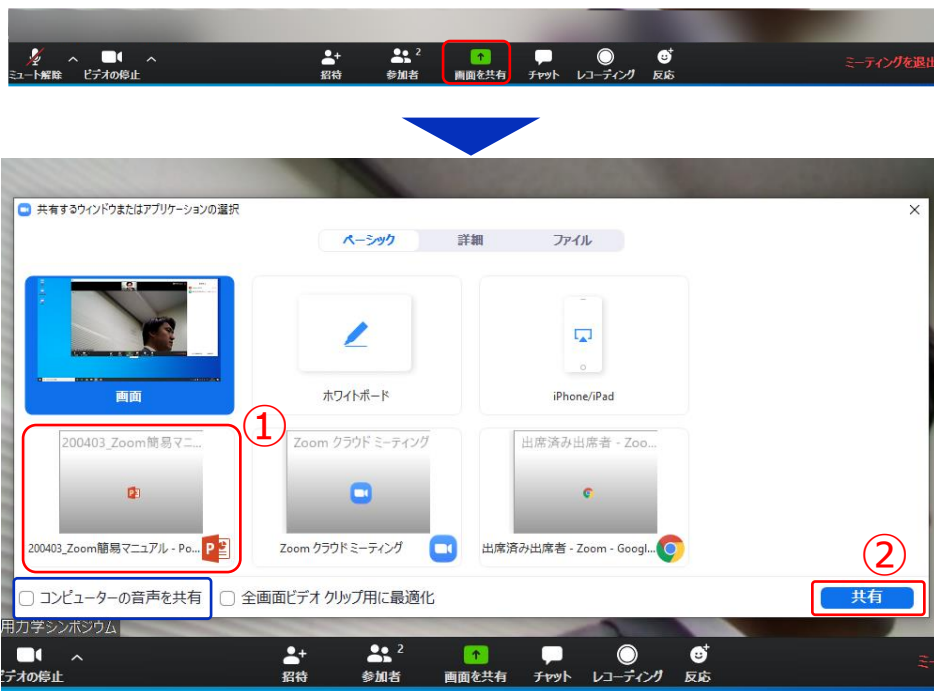 2
ミュート解除 ビデオの停止 招待 参加者 画面を共有 チャット レコーディング 反応 ミーティングを退出
共有するウィンドウまたはアプリケーションの選択
ベーシック 詳細 ファイル
画面 ホワイトボード iPhone/iPad
①
200403_Zoom簡易マニ... Zoom クラウド ミーティング 出席済み出席者 - Zoo...
200403_Zoom簡易マニュアル - Po... Zoom クラウド ミーティング 出席済み出席者 - Zoom - Googl...
②
コンピューターの音声を共有 全画面ビデオ クリップ用に最適化 共有
用力学シンポジウム
2
ビデオの停止 招待 参加者 画面を共有 チャット レコーディング 反応 ミー